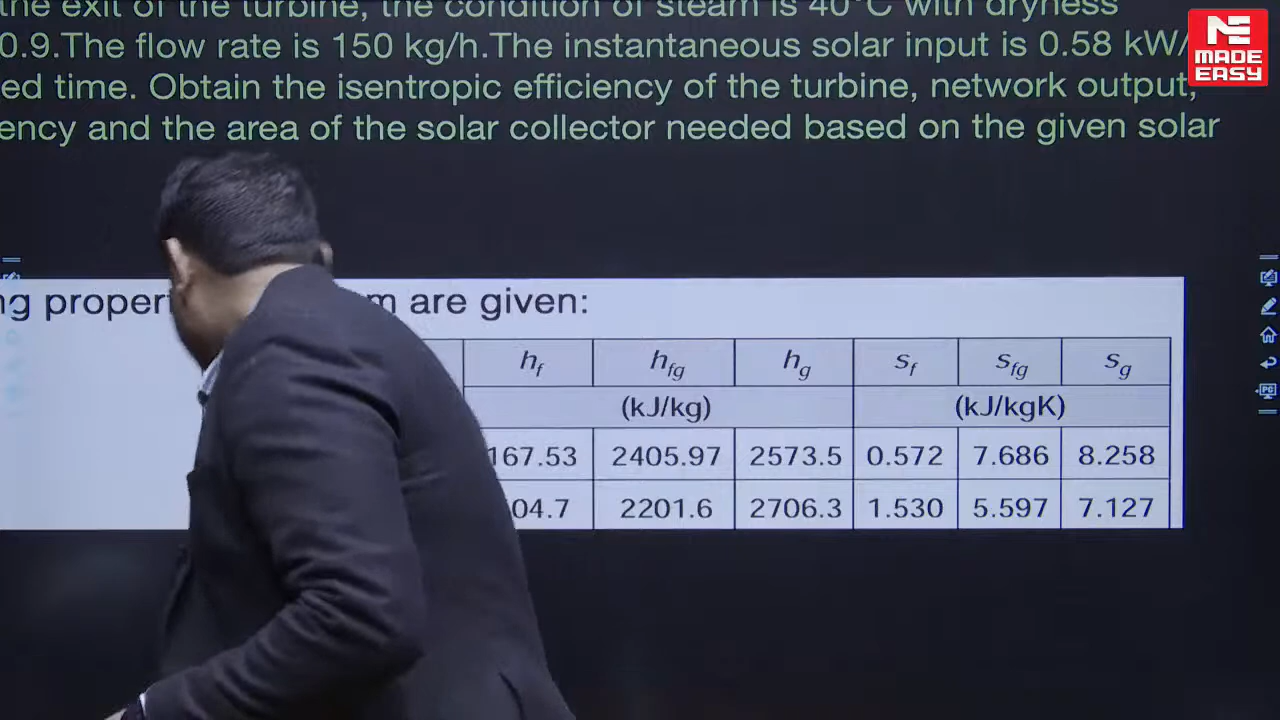 the exit of the turbine, the condition of steam is 40°C with dryness
0.9.The flow rate is 150 kg/h.The instantaneous solar input is 0.58 kW/
ed time. Obtain the isentropic efficiency of the turbine, network output,
ency and the area of the solar collector needed based on the given solar
MADE EASY
ng propert m are given:
h_f h_fg h_g s_f s_fg s_g
(kJ/kg) (kJ/kgK)
167.53 2405.97 2573.5 0.572 7.686 8.258
04.7 2201.6 2706.3 1.530 5.597 7.127